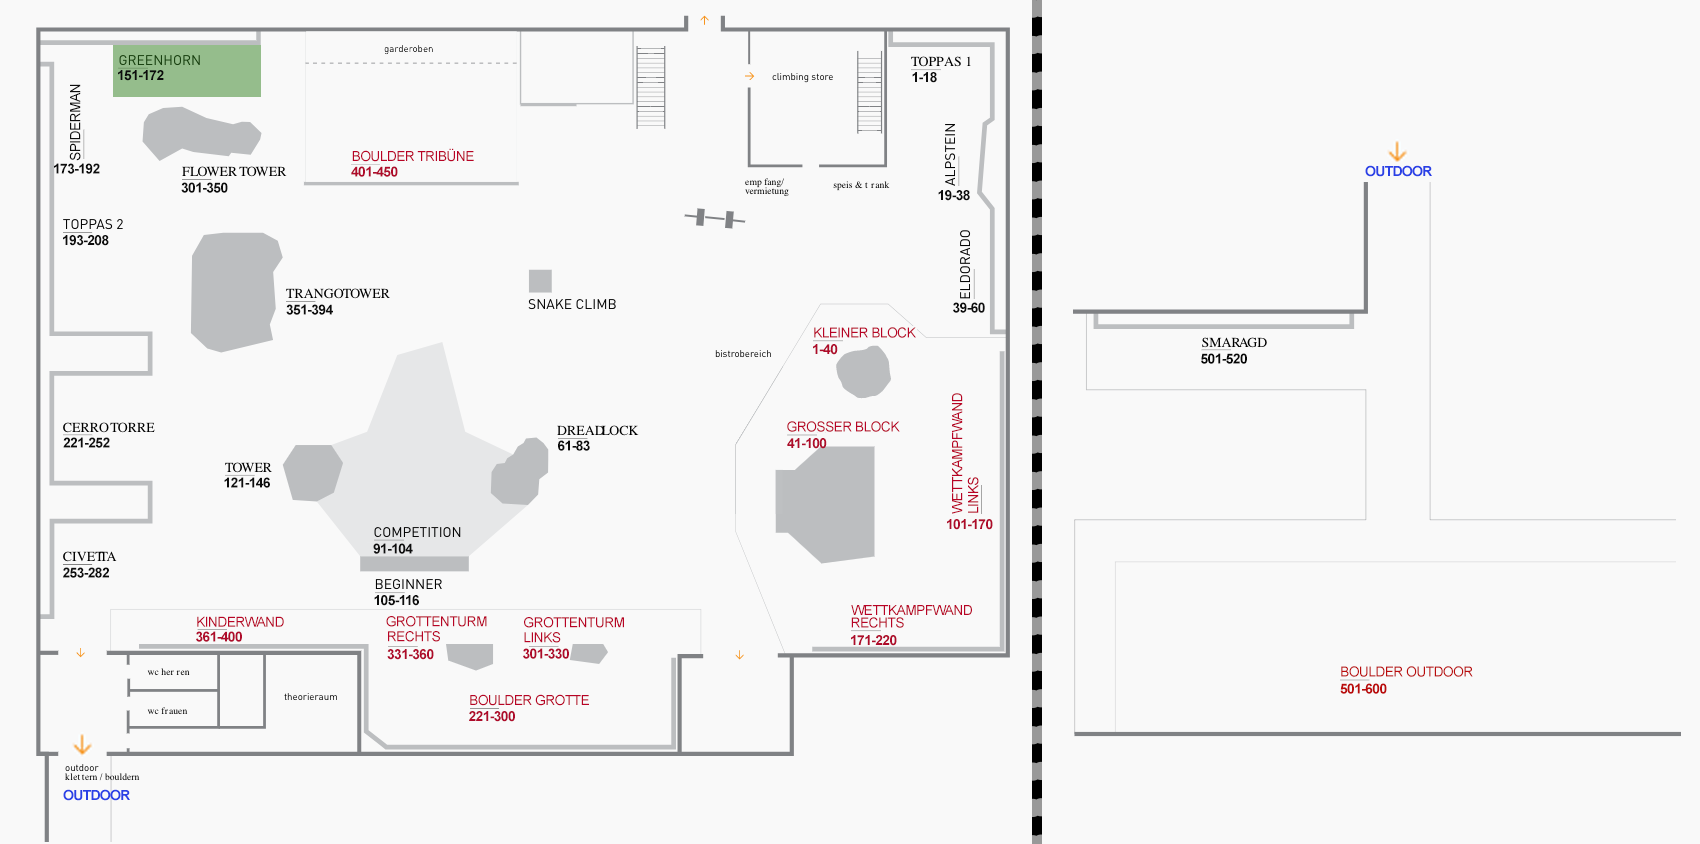 GREENHORN
151-172
garderoben
climbing store
TOPPAS 1
1-18
SPIDERMAN
173-192
FLOWER TOWER
301-350
BOULDER TRIBÜNE
401-450
emp fang/
vermietung
speis & t rank
ALPSTEIN
19-38
TOPPAS 2
193-208
TRANGOTOWER
351-394
SNAKE CLIMB
ELDORADO
39-60
KLEINER BLOCK
1-40
bistrobereich
CERRO TORRE
221-252
TOWER
121-146
DREADLOCK
61-83
GROSSER BLOCK
41-100
WETTKAMPFWAND
LINKS
101-170
COMPETITION
91-104
BEGINNER
105-116
CIVETTA
253-282
KINDERWAND
361-400
GROTTENTURM
RECHTS
331-360
GROTTENTURM
LINKS
301-330
WETTKAMPFWAND
RECHTS
171-220
wc her ren
wc frauen
theorieraum
BOULDER GROTTE
221-300
outdoor
klet tern / bouldern
OUTDOOR
OUTDOOR
SMARAGD
501-520
BOULDER OUTDOOR
501-600